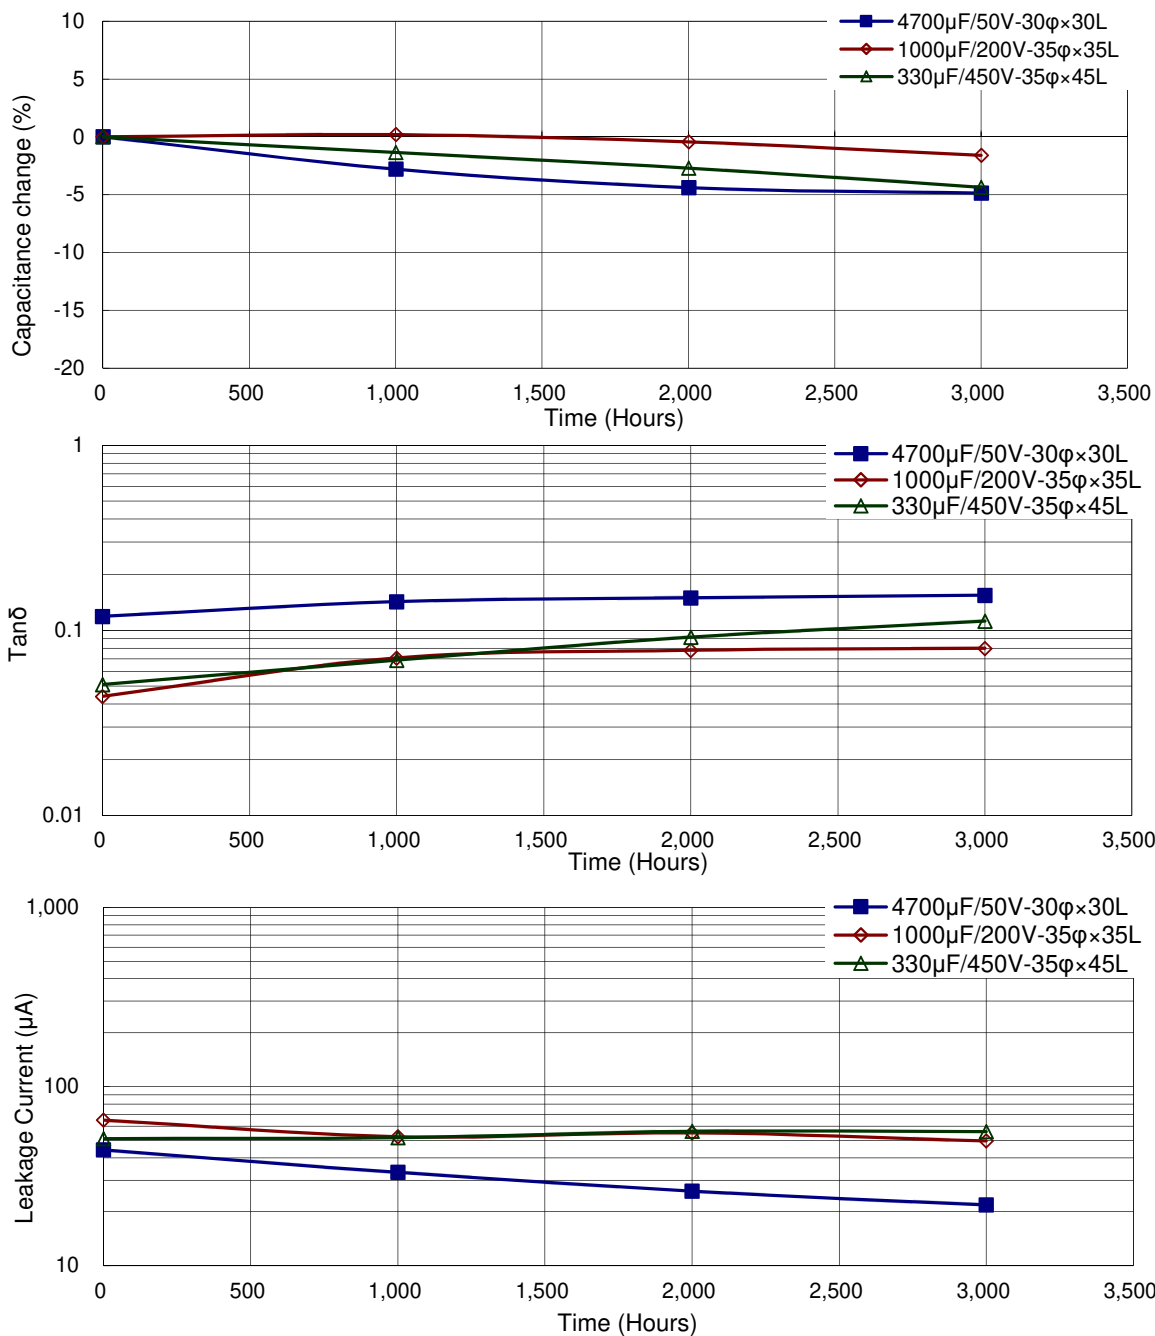 10
5
0
-5
-10
-15
-20
Capacitance change (%)
4700μF/50V-30φ×30L
1000μF/200V-35φ×35L
330μF/450V-35φ×45L
0 500 1,000 1,500 2,000 2,500 3,000 3,500
Time (Hours)
1
0.1
0.01
Tanδ
4700μF/50V-30φ×30L
1000μF/200V-35φ×35L
330μF/450V-35φ×45L
0 500 1,000 1,500 2,000 2,500 3,000 3,500
Time (Hours)
1,000
100
10
Leakage Current (μA)
4700μF/50V-30φ×30L
1000μF/200V-35φ×35L
330μF/450V-35φ×45L
0 500 1,000 1,500 2,000 2,500 3,000 3,500
Time (Hours)